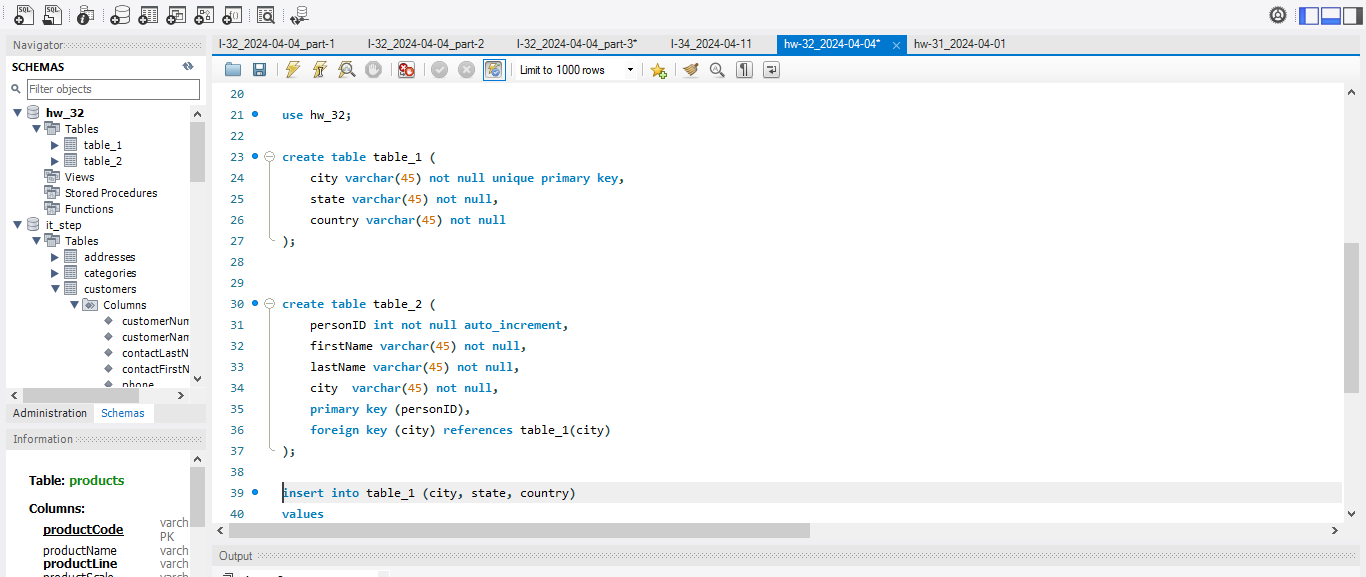 I-32_2024-04-04_part-1 I-32_2024-04-04_part-2 I-32_2024-04-04_part-3* I-34_2024-04-11 hw-32_2024-04-04* hw-31_2024-04-01
Navigator
SCHEMAS
Filter objects
hw_32
Tables
table_1
table_2
Views
Stored Procedures
Functions
it_step
Tables
addresses
categories
customers
Columns
customerNum
customerNam
contactLastN
contactFirstN
phone
Administration Schemas
Information
Table: products
Columns:
productCode varch
PK
productName varch
productLine varch
productScale varch
Limit to 1000 rows
20
21 use hw_32;
22
23 create table table_1 (
24 city varchar(45) not null unique primary key,
25 state varchar(45) not null,
26 country varchar(45) not null
27 );
28
29
30 create table table_2 (
31 personID int not null auto_increment,
32 firstName varchar(45) not null,
33 lastName varchar(45) not null,
34 city  varchar(45) not null,
35 primary key (personID),
36 foreign key (city) references table_1(city)
37 );
38
39 insert into table_1 (city, state, country)
40 values
Output